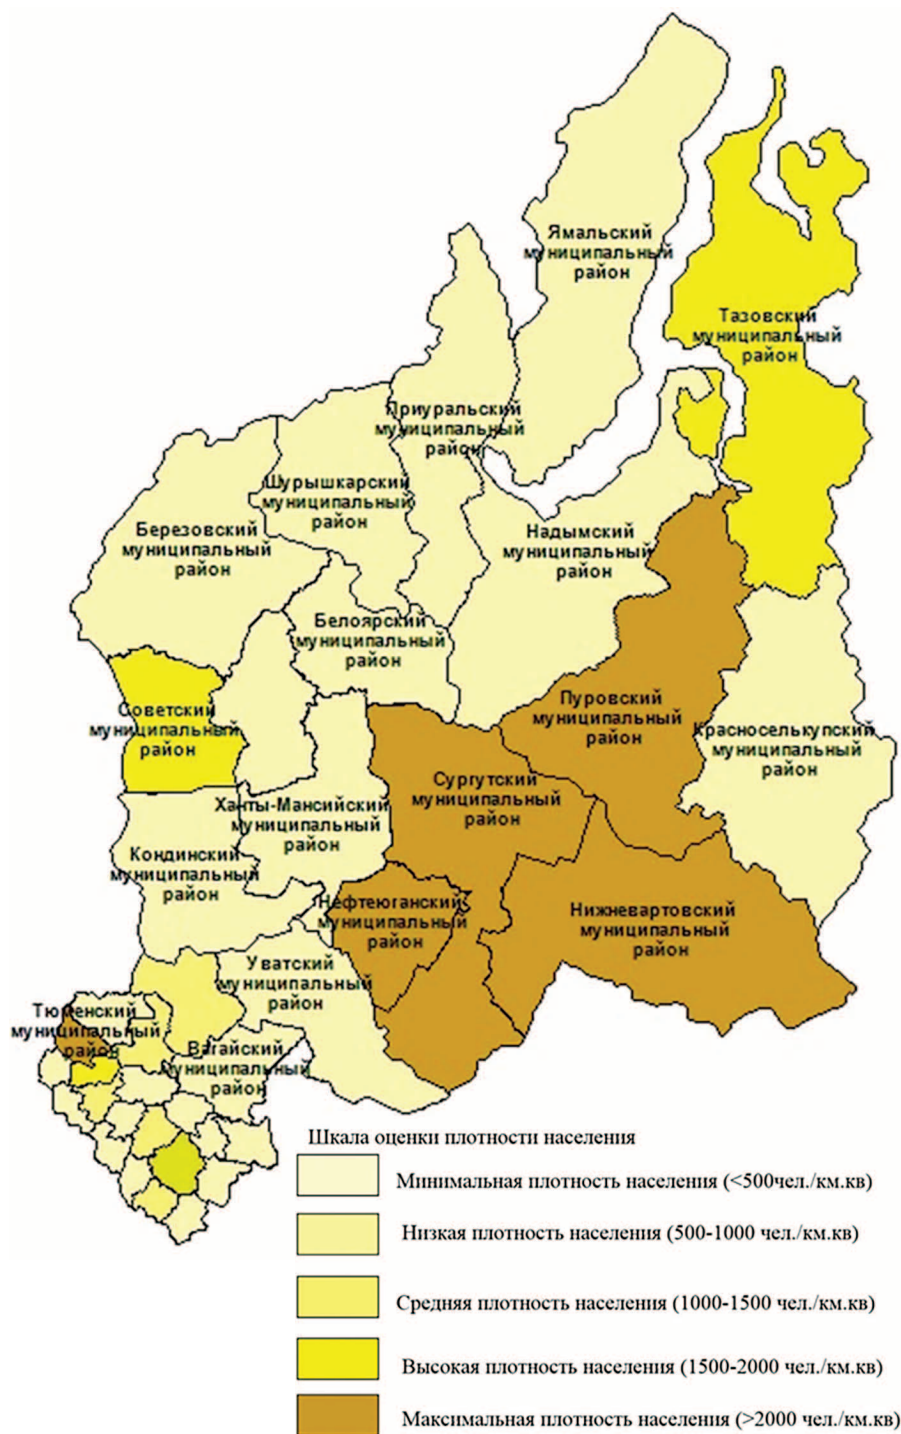 Ямальский
муниципальный
район
Тазовский
муниципальный
район
Приуральский
муниципальный
район
Шурышкарский
муниципальный
район
Березовский
муниципальный
район
Надымский
муниципальный
район
Белоярский
муниципальный
район
Советский
муниципальный
район
Пуровский
муниципальный
район
Красноселькупский
муниципальный
район
Сургутский
муниципальный
район
Ханты-Мансийский
муниципальный
район
Кондинский
муниципальный
район
Нефтеюганский
муниципальный
район
Нижневартовский
муниципальный
район
Уватский
муниципальный
район
Тюменский
муниципальный
район
Вагайский
муниципальный
район
Шкала оценки плотности населения
Минимальная плотность населения (<500чел./км.кв)
Низкая плотность населения (500-1000 чел./км.кв)
Средняя плотность населения (1000-1500 чел./км.кв)
Высокая плотность населения (1500-2000 чел./км.кв)
Максимальная плотность населения (>2000 чел./км.кв)